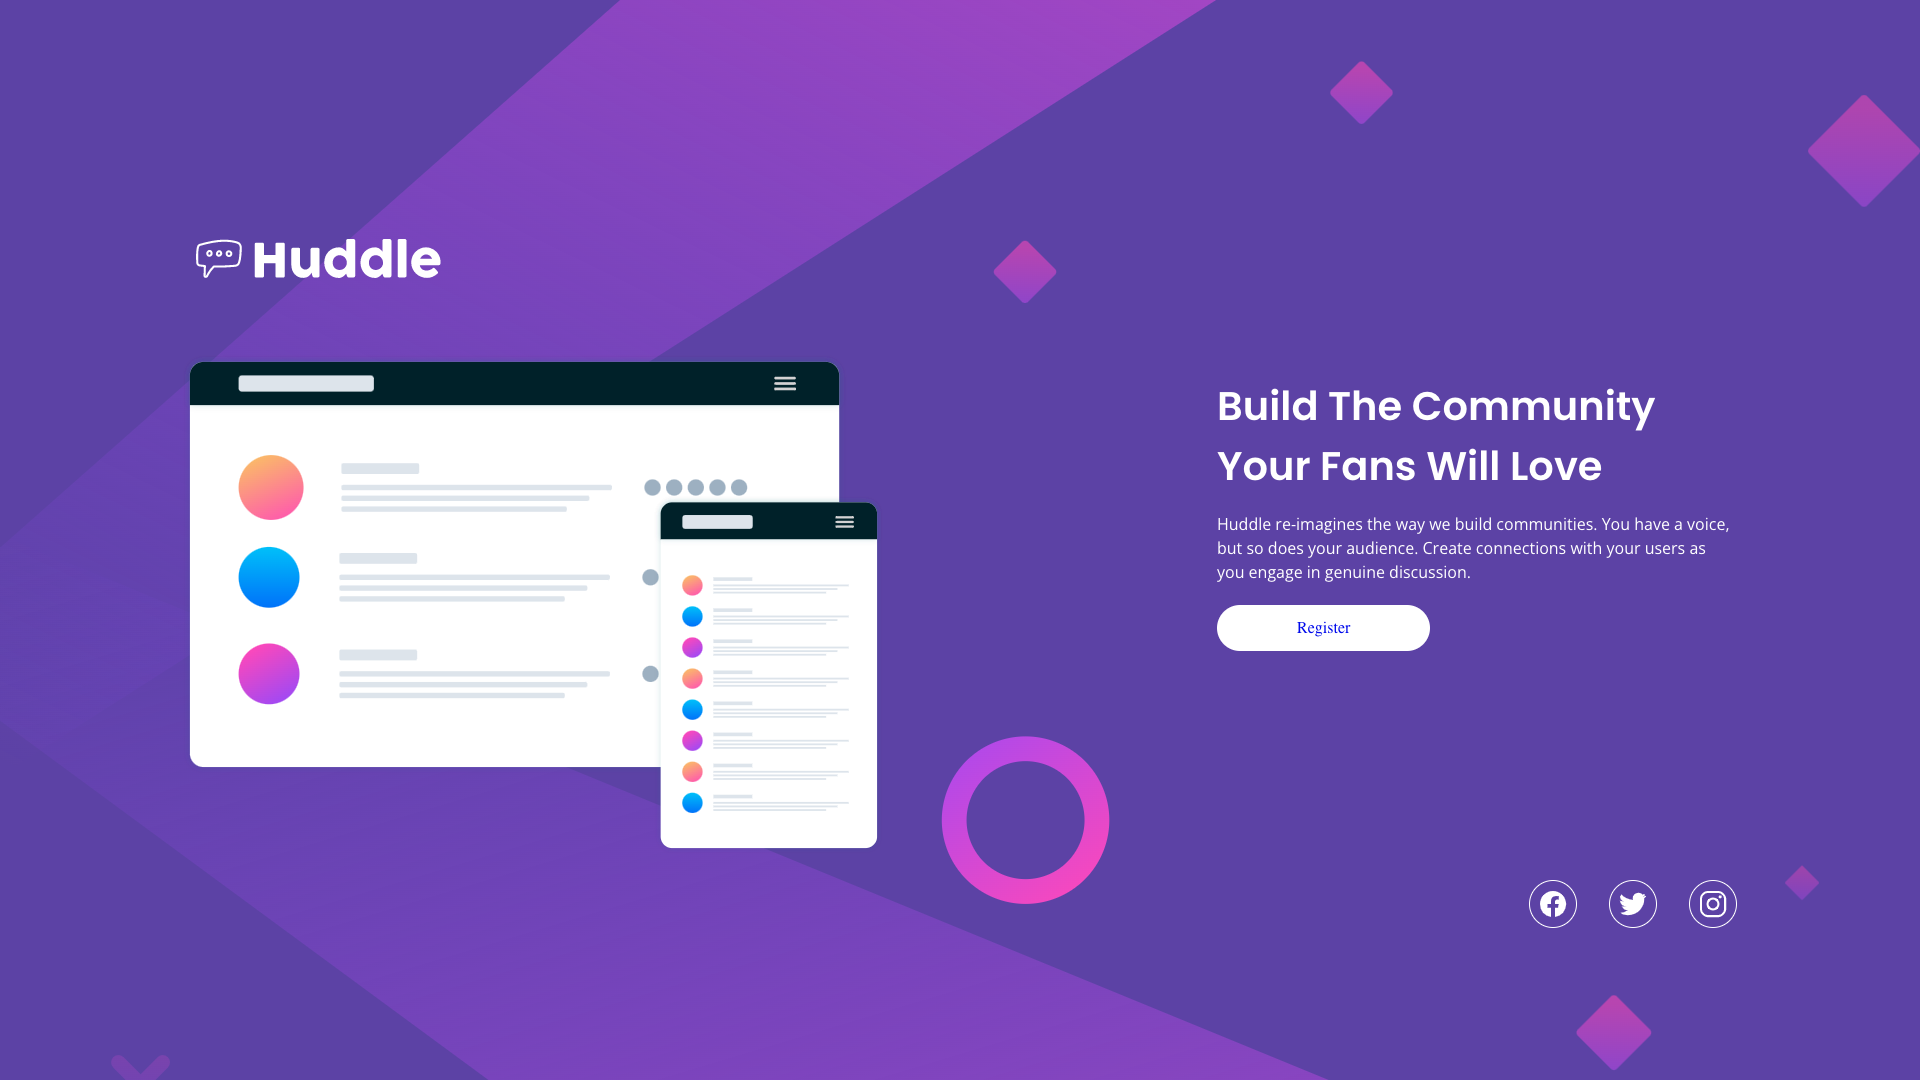 Huddle
Build The Community
Your Fans Will Love
Huddle re-imagines the way we build communities. You have a voice,
but so does your audience. Create connections with your users as
you engage in genuine discussion.
Register